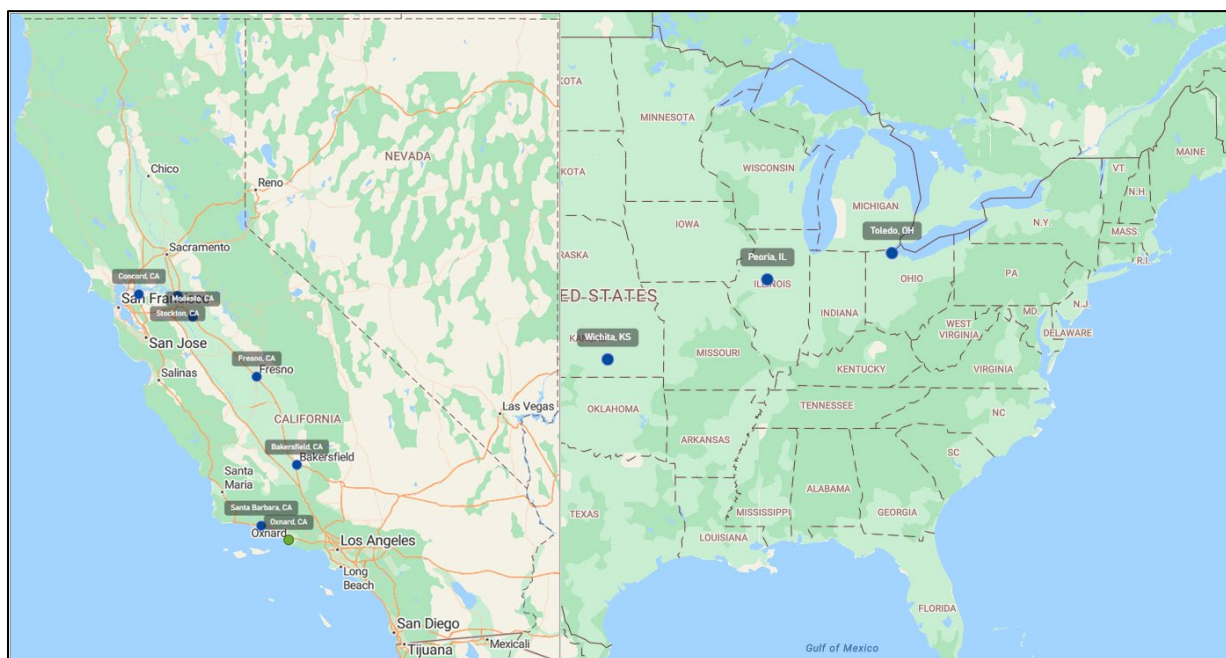 Chico
Reno
NEVADA
Sacramento
Concord, CA
San Francisco
Modesto, CA
Stockton, CA
San Jose
Salinas
Fresno, CA
Fresno
Las Vegas
CALIFORNIA
Bakersfield, CA
Bakersfield
Santa
Maria
Santa Barbara, CA
Oxnard, CA
Oxnard
Los Angeles
Long
Beach
San Diego
Tijuana
Mexicali
KOTA
MINNESOTA
KOTA
WISCONSIN
MICHIGAN
VT.
MAINE
N.H.
N.Y.
MASS.
R.I.
IOWA
Toledo, OH
RASKA
Peoria, IL
ILLINOIS
OHIO
PA
N.J.
ED STATES
INDIANA
MD
DELAWARE
WEST
VIRGINIA
Wichita, KS
KAN
MISSOURI
KENTUCKY
VIRGINIA
OKLAHOMA
TENNESSEE
NC
ARKANSAS
SC
TEXAS
MISSISSIPPI
ALABAMA
GEORGIA
LOUISIANA
FLORIDA
Gulf of Mexico